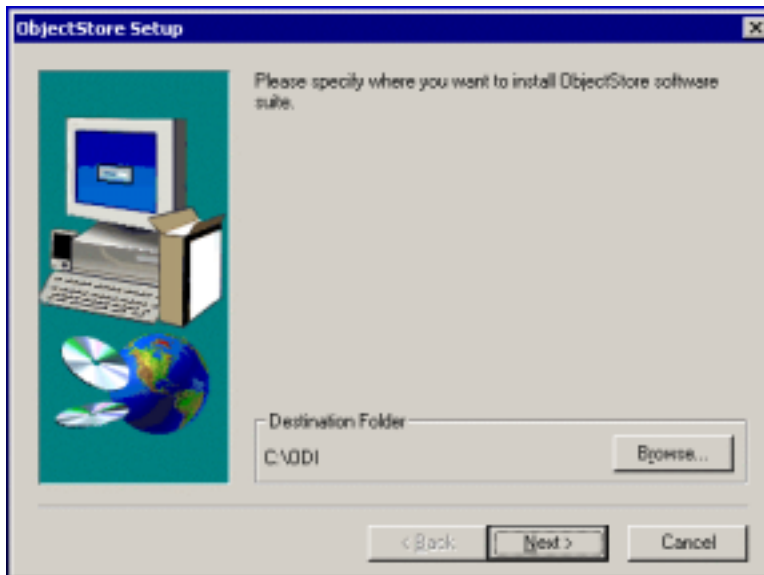 ObjectStore Setup
Please specify where you want to install ObjectStore software
suite.
Destination Folder
C:\ODI
Browse...
< Back
Next >
Cancel